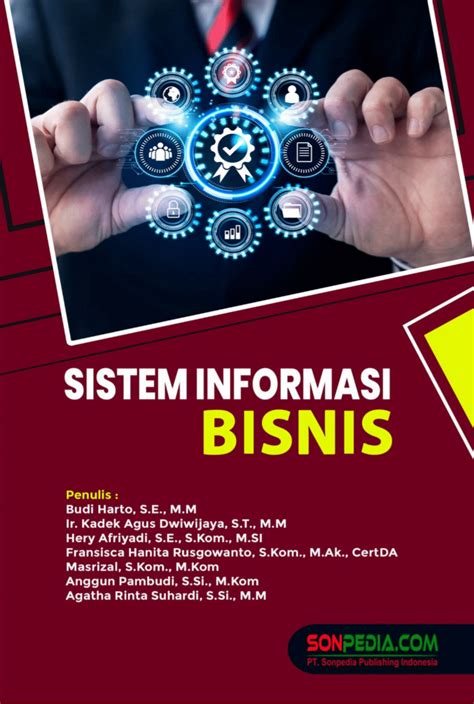 SISTEM INFORMASI
BISNIS
Penulis :
Budi Harto, S.E., M.M
Ir. Kadek Agus Dwiwijaya, S.T., M.M
Hery Afriyadi, S.E., S.Kom., M.SI
Fransisca Hanita Rusgowanto, S.Kom., M.Ak., CertDA
Masrizal, S.Kom., M.Kom
Anggun Pambudi, S.Si., M.Kom
Agatha Rinta Suhardi, S.Si., M.M
SONPEDIA.COM
PT. Sonpedia Publishing Indonesia